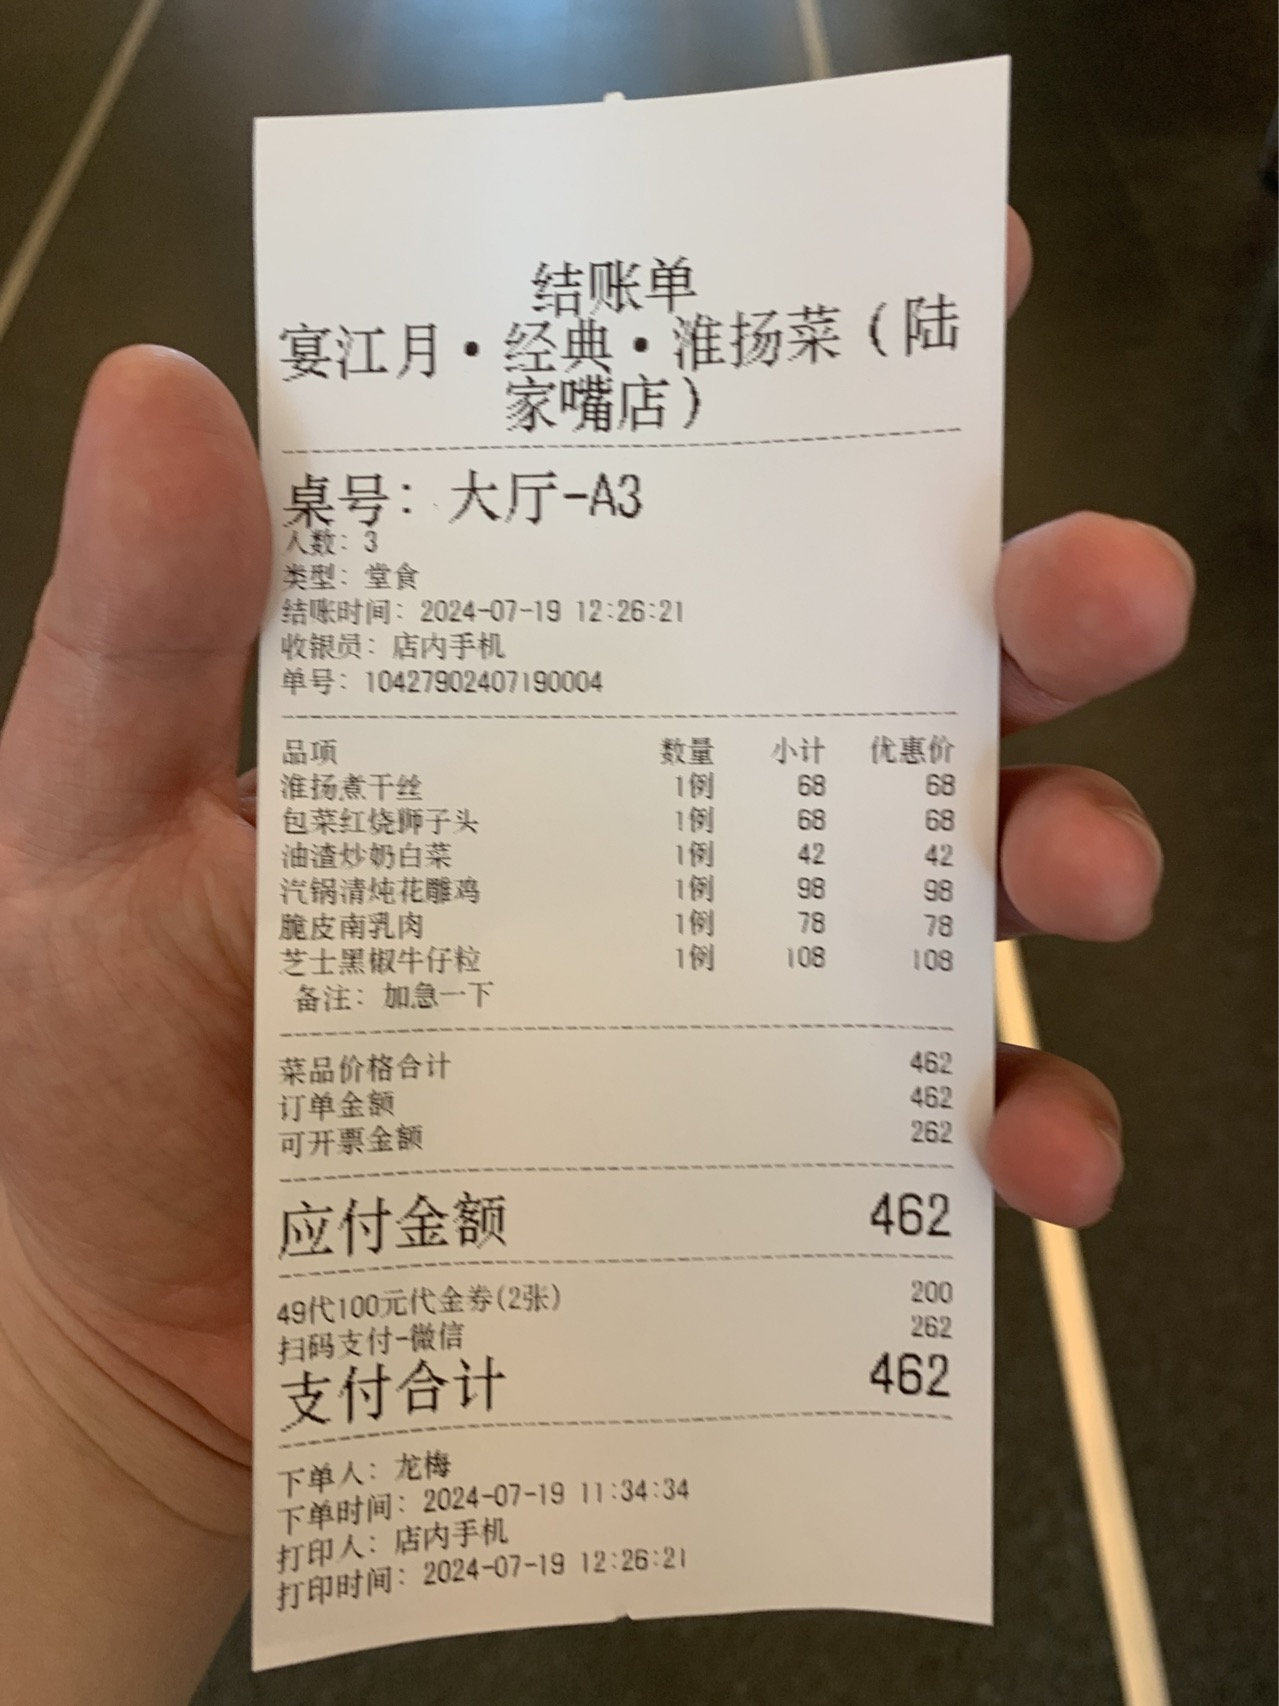 结账单
宴江月·经典·淮扬菜（陆
家嘴店）
桌号：大厅-A3
人数：3
类型：堂食
结账时间：2024-07-19 12:26:21
收银员：店内手机
单号：10427902407190004
品项 数量 小计 优惠价
淮扬煮干丝 1例 68 68
包菜红烧狮子头 1例 68 68
油渣炒奶白菜 1例 42 42
汽锅清炖花雕鸡 1例 98 98
脆皮南乳肉 1例 78 78
芝士黑椒牛仔粒 1例 108 108
备注：加急一下
菜品价格合计 462
订单金额 462
可开票金额 262
应付金额 462
49代100元代金券(2张) 200
扫码支付-微信 262
支付合计 462
下单人：龙梅
下单时间：2024-07-19 11:34:34
打印人：店内手机
打印时间：2024-07-19 12:26:21